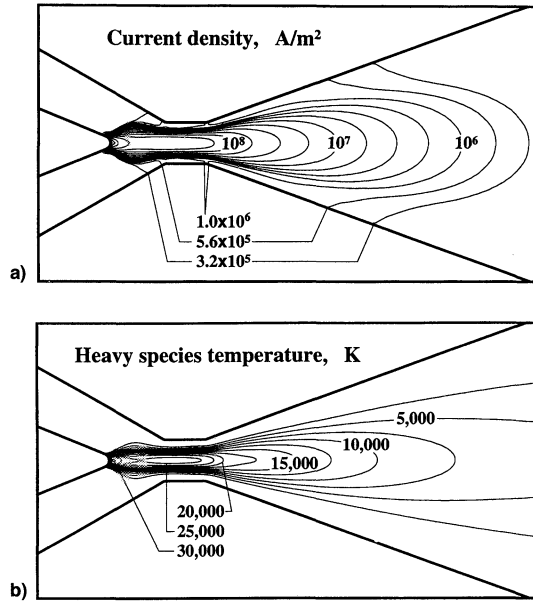 Current density, A/m²
10⁸
10⁷
10⁶
1.0x10⁶
5.6x10⁵
3.2x10⁵
a)
Heavy species temperature, K
5,000
10,000
15,000
20,000
25,000
30,000
b)